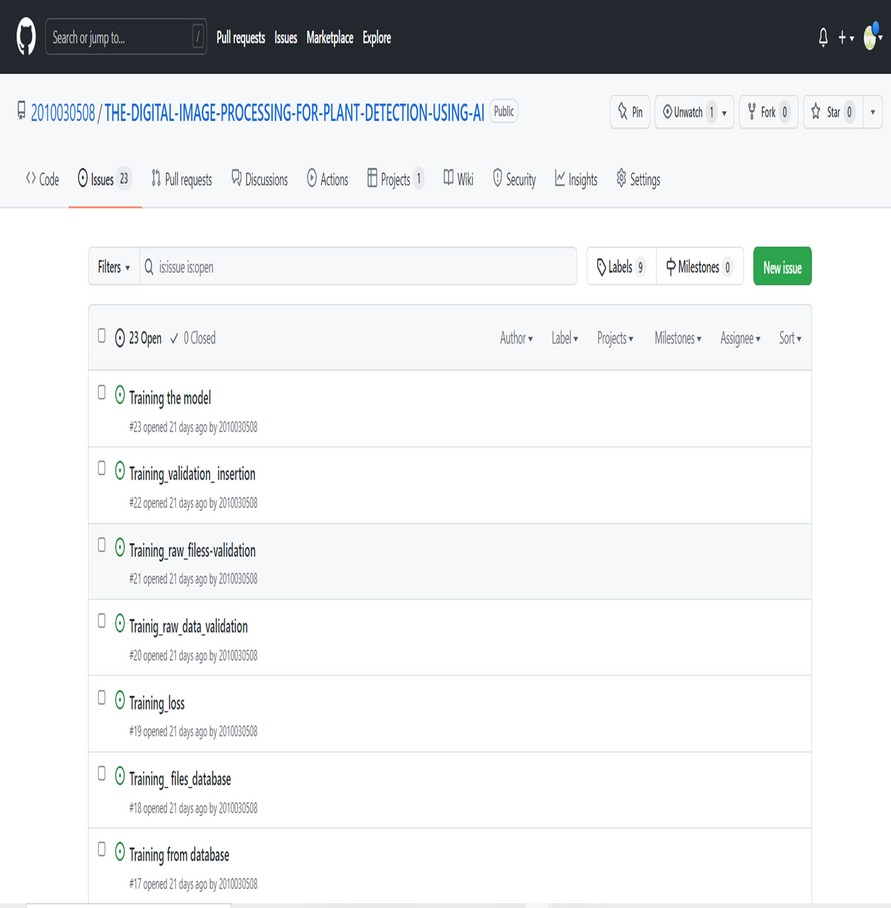 Search or jump to... / Pull requests Issues Marketplace Explore
2010030508 / THE-DIGITAL-IMAGE-PROCESSING-FOR-PLANT-DETECTION-USING-AI Public Pin Unwatch 1 Fork 0 Star 0
Code Issues 23 Pull requests Discussions Actions Projects 1 Wiki Security Insights Settings
Filters is:issue is:open Labels 9 Milestones 0 New issue
23 Open 0 Closed Author Label Projects Milestones Assignee Sort
Training the model
#23 opened 21 days ago by 2010030508
Training_validation_ insertion
#22 opened 21 days ago by 2010030508
Training_raw_filess-validation
#21 opened 21 days ago by 2010030508
Trainig_raw_data_validation
#20 opened 21 days ago by 2010030508
Training_loss
#19 opened 21 days ago by 2010030508
Training_ files_database
#18 opened 21 days ago by 2010030508
Training from database
#17 opened 21 days ago by 2010030508